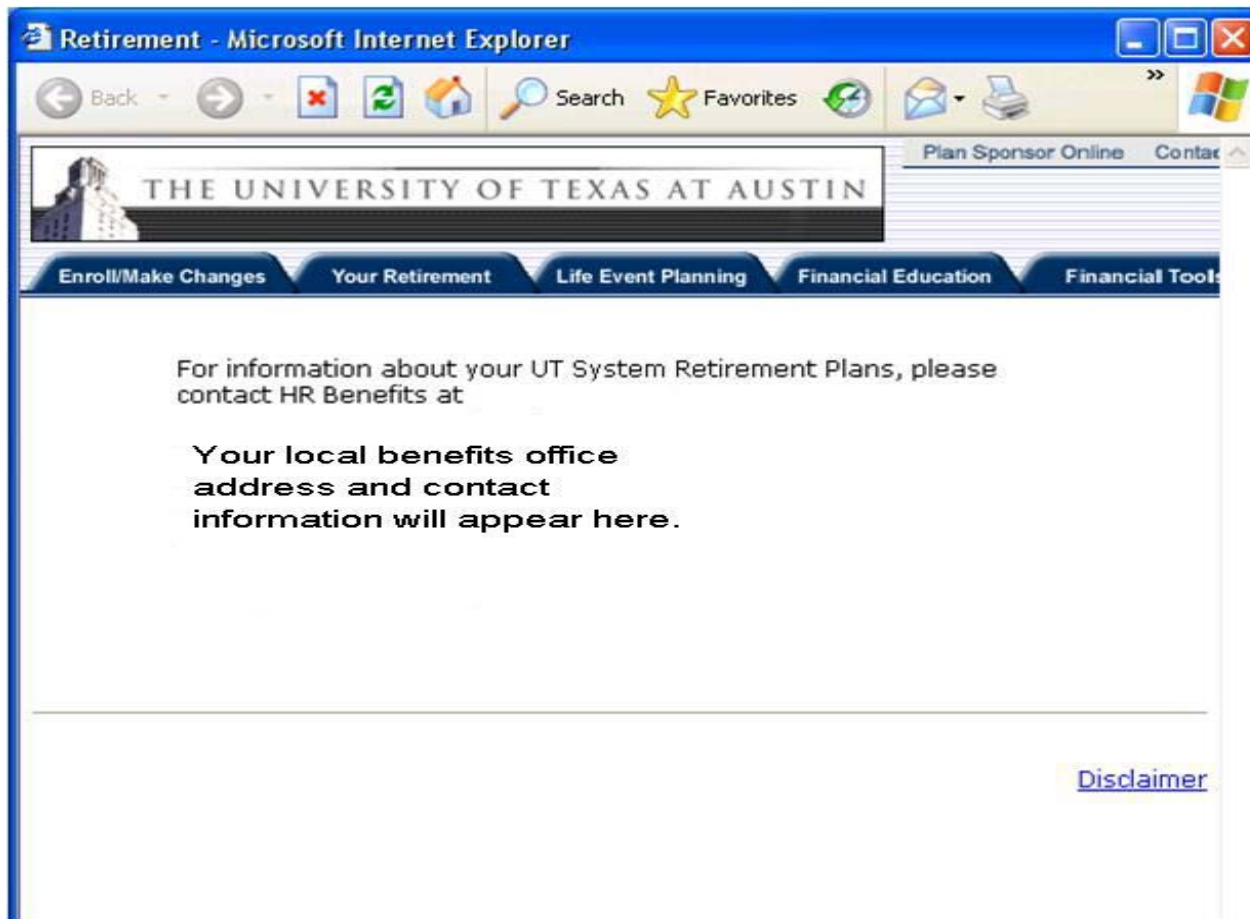 Retirement - Microsoft Internet Explorer
Back Search Favorites »
Plan Sponsor Online
THE UNIVERSITY OF TEXAS AT AUSTIN
Enroll/Make Changes Your Retirement Life Event Planning Financial Education Financial Tools
For information about your UT System Retirement Plans, please
contact HR Benefits at
Your local benefits office
address and contact
information will appear here.
Disclaimer